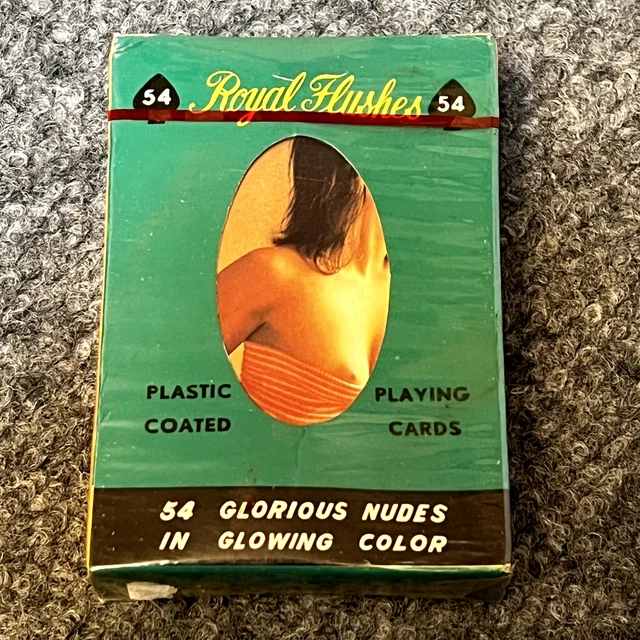 54 Royal Flushes 54
PLASTIC PLAYING
COATED CARDS
54 GLORIOUS NUDES
IN GLOWING COLOR